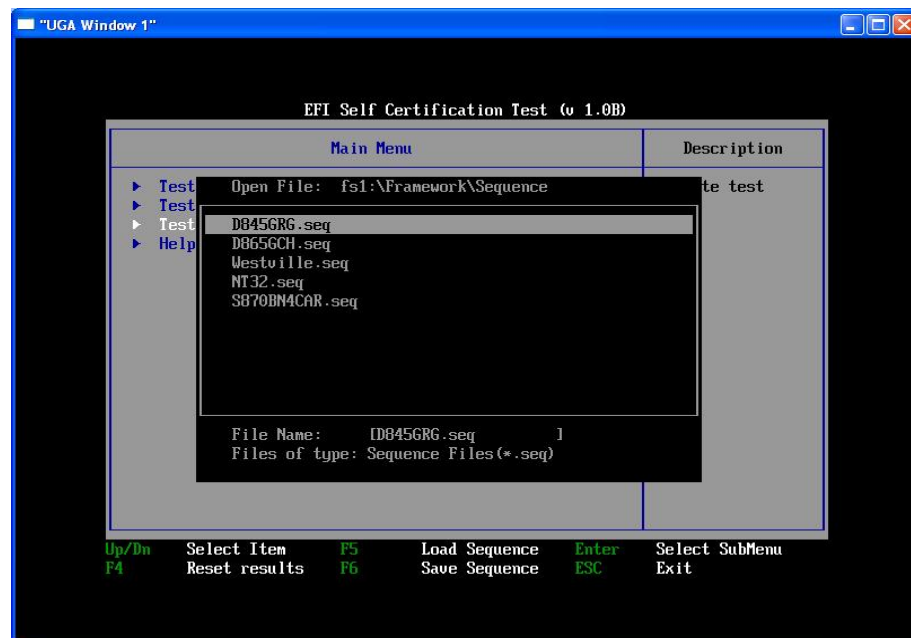 "UGA Window 1"
EFI Self Certification Test (v 1.0B)
Main Menu
Description
Test
Test
Test
Help
te test
Open File: fs1:\Framework\Sequence
D845GRG.seq
D865GCH.seq
Westville.seq
NT32.seq
S870BN4CAR.seq
File Name: [D845GRG.seq ]
Files of type: Sequence Files(*.seq)
Up/Dn Select Item F5 Load Sequence Enter Select SubMenu
F4 Reset results F6 Save Sequence ESC Exit